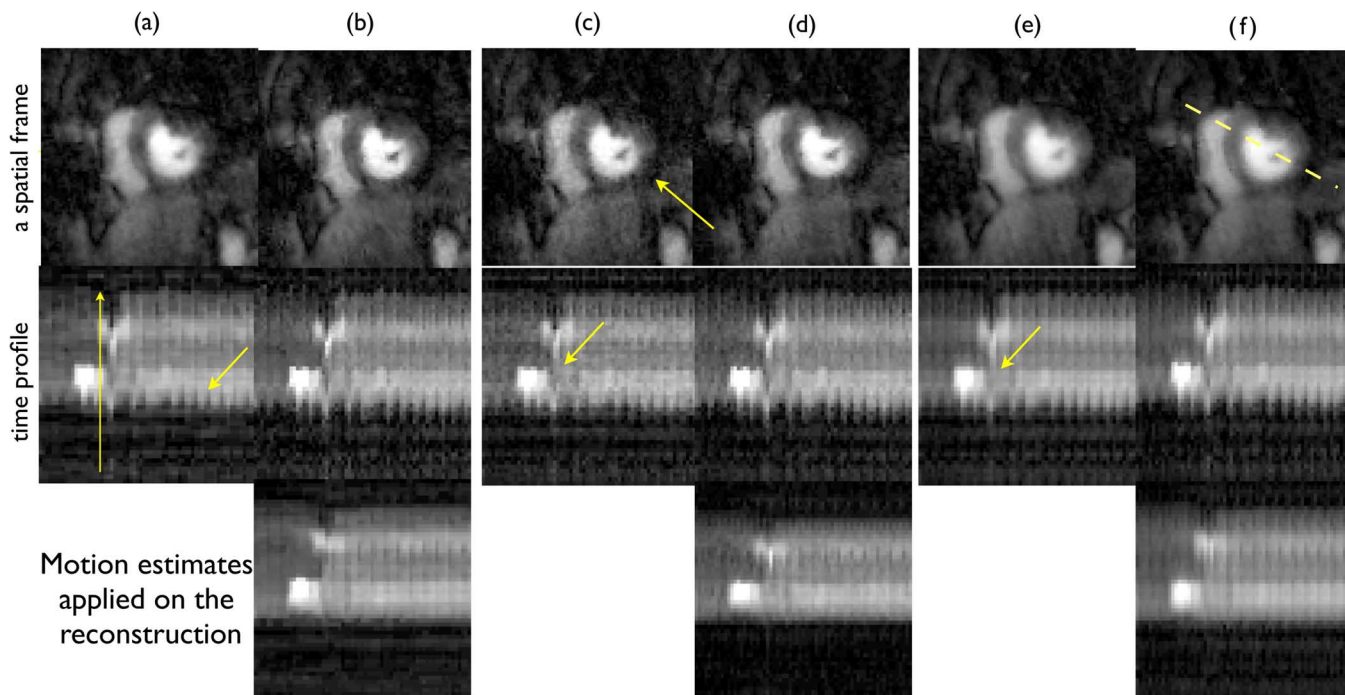 (a)
(b)
(c)
(d)
(e)
(f)
a spatial frame
time profile
Motion estimates
applied on the
reconstruction